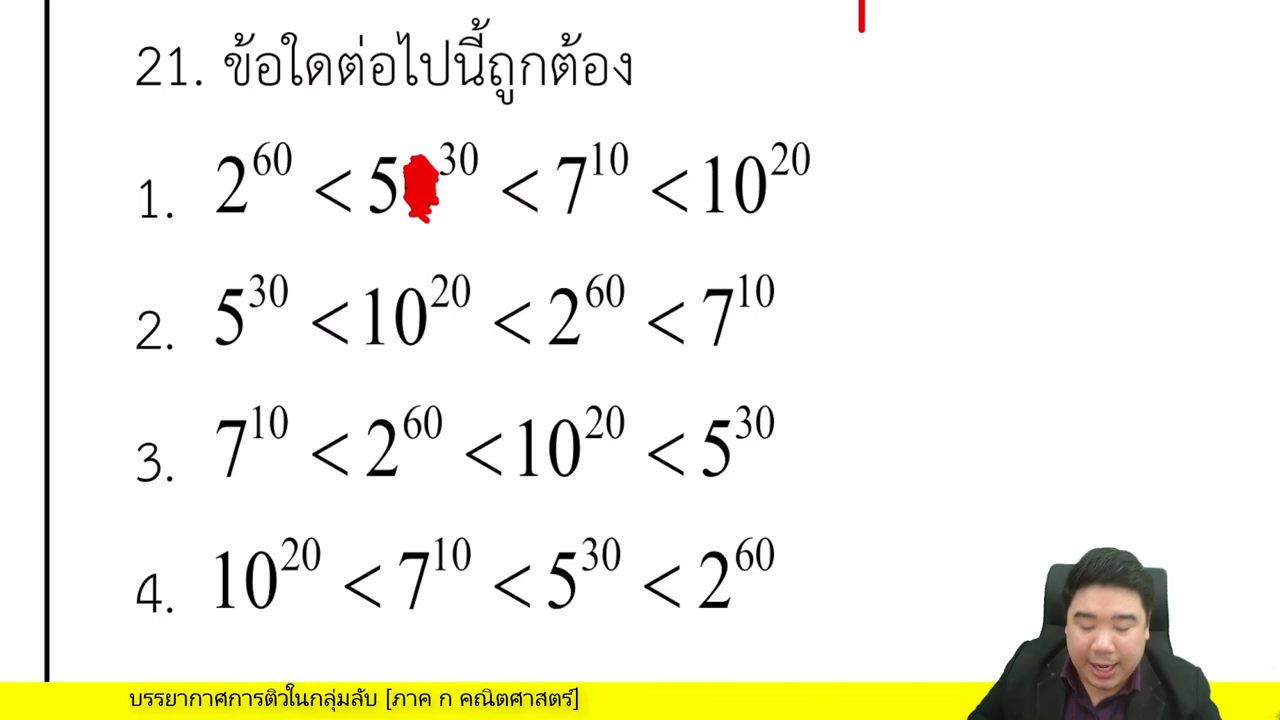 21. ข้อใดต่อไปนี้ถูกต้อง
1. 2^60 < 5^30 < 7^10 < 10^20
2. 5^30 < 10^20 < 2^60 < 7^10
3. 7^10 < 2^60 < 10^20 < 5^30
4. 10^20 < 7^10 < 5^30 < 2^60
บรรยากาศการติวในกลุ่มลับ [ภาค ก คณิตศาสตร์]